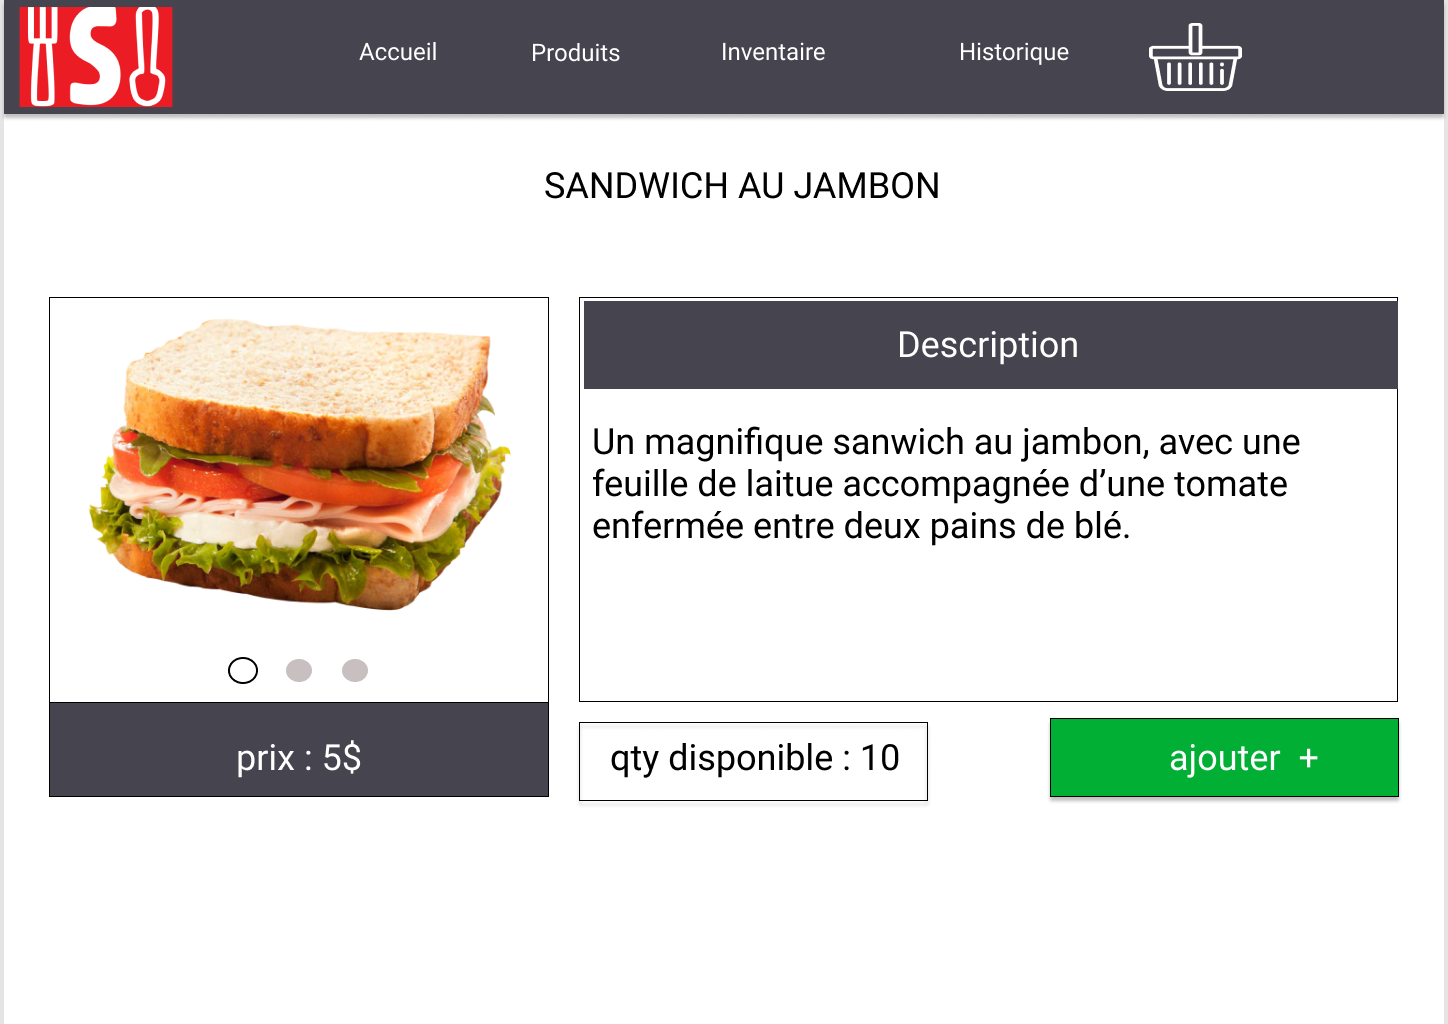 S
Accueil
Produits
Inventaire
Historique
SANDWICH AU JAMBON
Description
Un magnifique sanwich au jambon, avec une
feuille de laitue accompagnée d’une tomate
enfermée entre deux pains de blé.
prix : 5$
qty disponible : 10
ajouter +